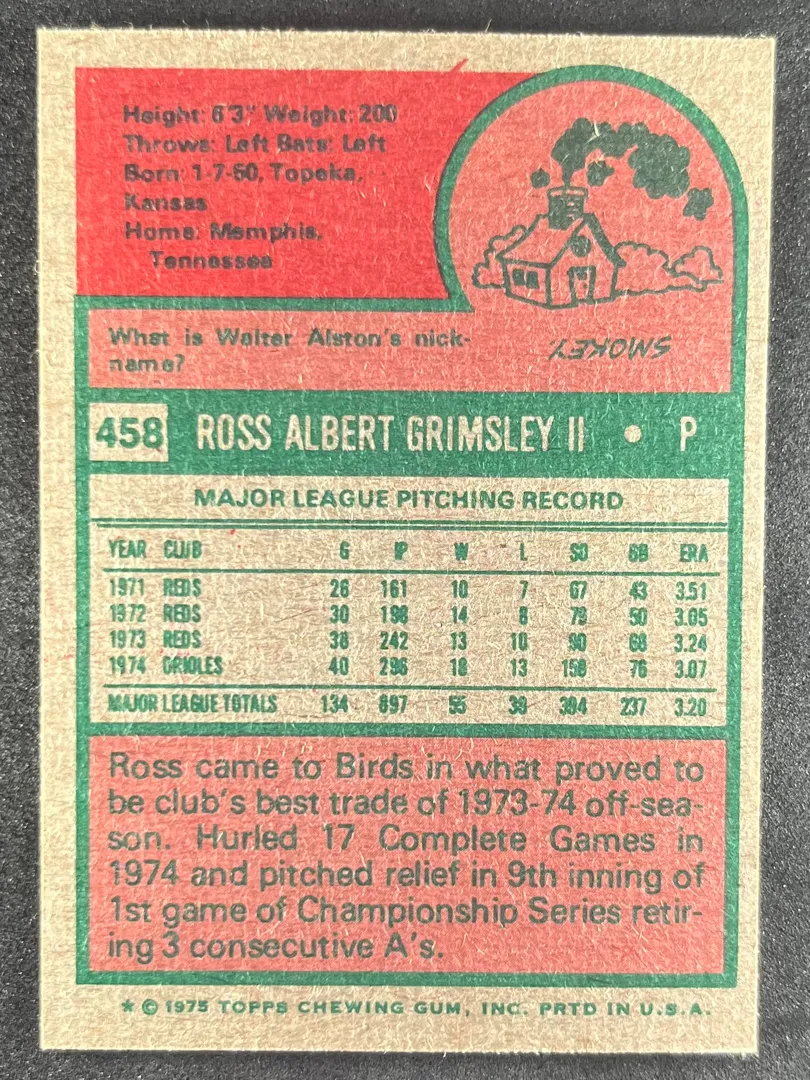 Height: 6'3" Weight: 200
Throws: Left Bats: Left
Born: 1-7-50, Topeka,
Kansas
Home: Memphis,
Tennessee
What is Walter Alston's nick-
name?
SMOKEY.
458 ROSS ALBERT GRIMSLEY II • P
MAJOR LEAGUE PITCHING RECORD
YEAR CLUB G IP W L SO BB ERA
1971 REDS 26 161 10 7 67 43 3.51
1972 REDS 30 198 14 8 79 50 3.05
1973 REDS 38 242 13 10 90 68 3.24
1974 ORIOLES 40 296 18 13 158 76 3.07
MAJOR LEAGUE TOTALS 134 897 55 38 394 237 3.20
Ross came to Birds in what proved to
be club's best trade of 1973-74 off-sea-
son. Hurled 17 Complete Games in
1974 and pitched relief in 9th inning of
1st game of Championship Series retir-
ing 3 consecutive A's.
★ © 1975 TOPPS CHEWING GUM, INC. PRTD IN U.S.A.